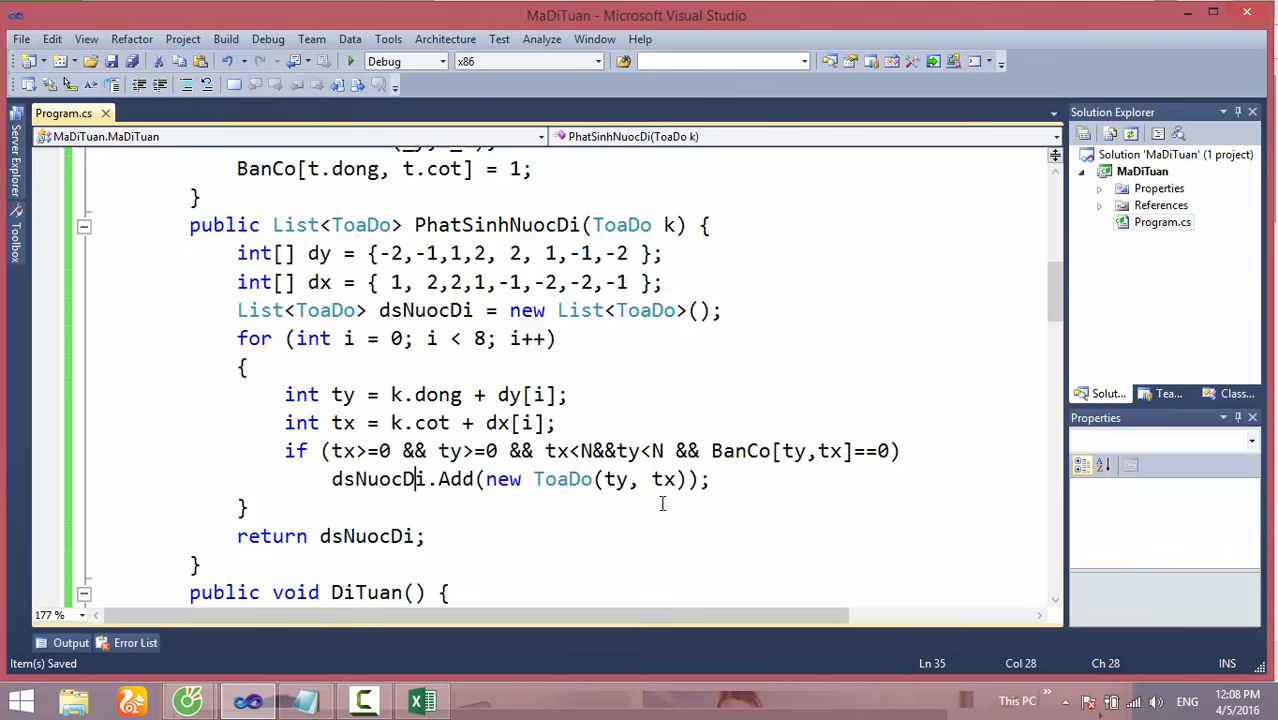 MaDiTuan - Microsoft Visual Studio
File Edit View Refactor Project Build Debug Team Data Tools Architecture Test Analyze Window Help
Debug x86
Program.cs
MaDiTuan.MaDiTuan PhatSinhNuocDi(ToaDo k)
BanCo[t.dong, t.cot] = 1;
}
public List<ToaDo> PhatSinhNuocDi(ToaDo k) {
int[] dy = {-2,-1,1,2, 2, 1,-1,-2 };
int[] dx = { 1, 2,2,1,-1,-2,-2,-1 };
List<ToaDo> dsNuocDi = new List<ToaDo>();
for (int i = 0; i < 8; i++)
{
int ty = k.dong + dy[i];
int tx = k.cot + dx[i];
if (tx>=0 && ty>=0 && tx<N&&ty<N && BanCo[ty,tx]==0)
dsNuocDi.Add(new ToaDo(ty, tx));
}
return dsNuocDi;
}
public void DiTuan() {
177 %
Server Explorer
Toolbox
Solution Explorer
Solution 'MaDiTuan' (1 project)
MaDiTuan
Properties
References
Program.cs
Solut... Tea... Class...
Properties
Output Error List
Item(s) Saved Ln 35 Col 28 Ch 28 INS
This PC ENG 12:08 PM
4/5/2016